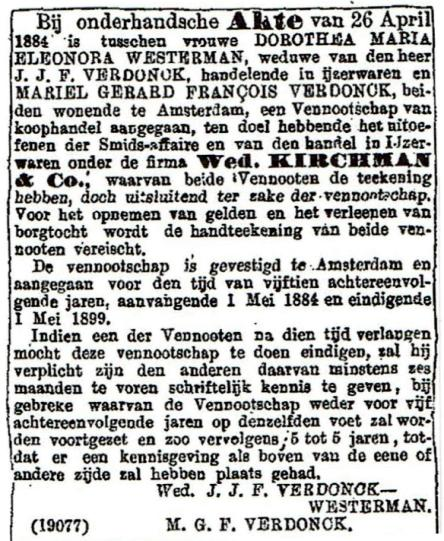 Bij onderhandsche Akte van 26 April
1884 is tusschen vrouwe DOROTHEA MARIA
ELEONORA WESTERMAN, weduwe van den heer
J. J. F. VERDONCK, handelende in ijzerwaren en
MARIEL GERARD FRANÇOIS VERDONCK, bei-
den wonende te Amsterdam, een Vennootschap van
koophandel aangegaan, ten doel hebbende het uitoe-
fenen der Smids-affaire en van den handel in IJzer-
waren onder de firma Wed. KIRCHMAN
& Co., waarvan beide Vennooten de teekening
hebben, doch uitsluitend ter zake der vennootschap.
Voor het opnemen van gelden en het verleenen van
borgtocht wordt de handteekening van beide ven-
nooten vereischt.
De vennootschap is gevestigd te Amsterdam en
aangegaan voor den tijd van vijftien achtereenvol-
gende jaren, aanvangende 1 Mei 1884 en eindigende
1 Mei 1899.
Indien een der Vennooten na dien tijd verlangen
mocht deze vennootschap te doen eindigen, zal hij
verplicht zijn den anderen daarvan minstens zes
maanden te voren schriftelijk kennis te geven, bij
gebreke waarvan de Vennootschap weder voor vijf
achtereenvolgende jaren op denzelfden voet zal wor-
den voortgezet en zoo vervolgens, 5 tot 5 jaren, tot-
dat er een kennisgeving als boven van de eene of
andere zijde zal hebben plaats gehad.
Wed. J. J. F. VERDONCK—
WESTERMAN.
(19077) M. G. F. VERDONCK.